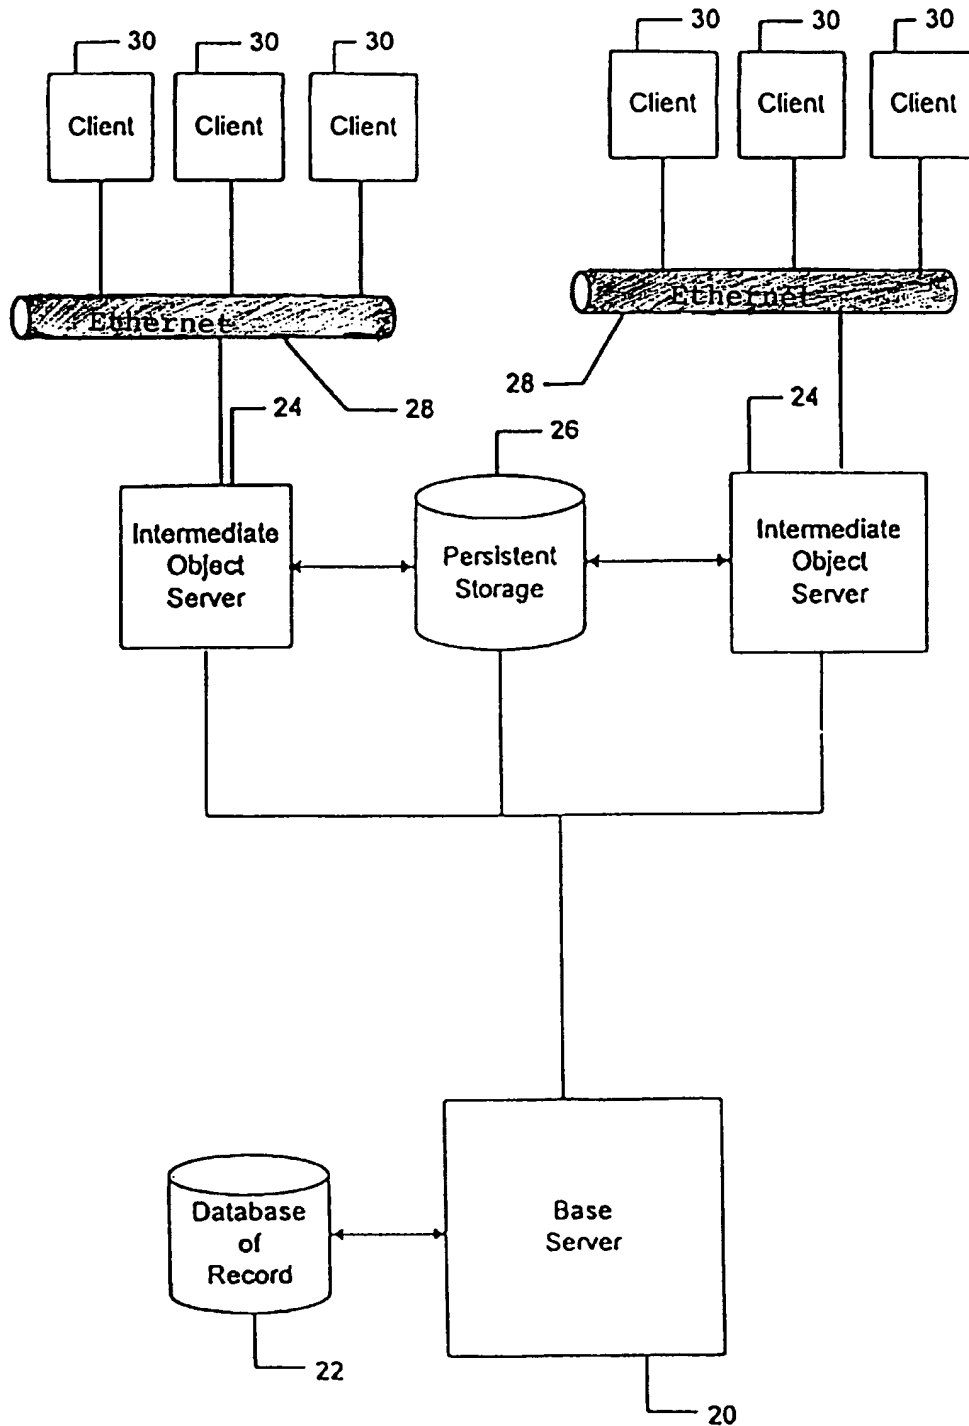 30 30 30
Client Client Client
30 30 30
Client Client Client
Ethernet
Ethernet
28
28
24
24
26
Intermediate
Object
Server
Persistent
Storage
Intermediate
Object
Server
Database
of
Record
Base
Server
22
20